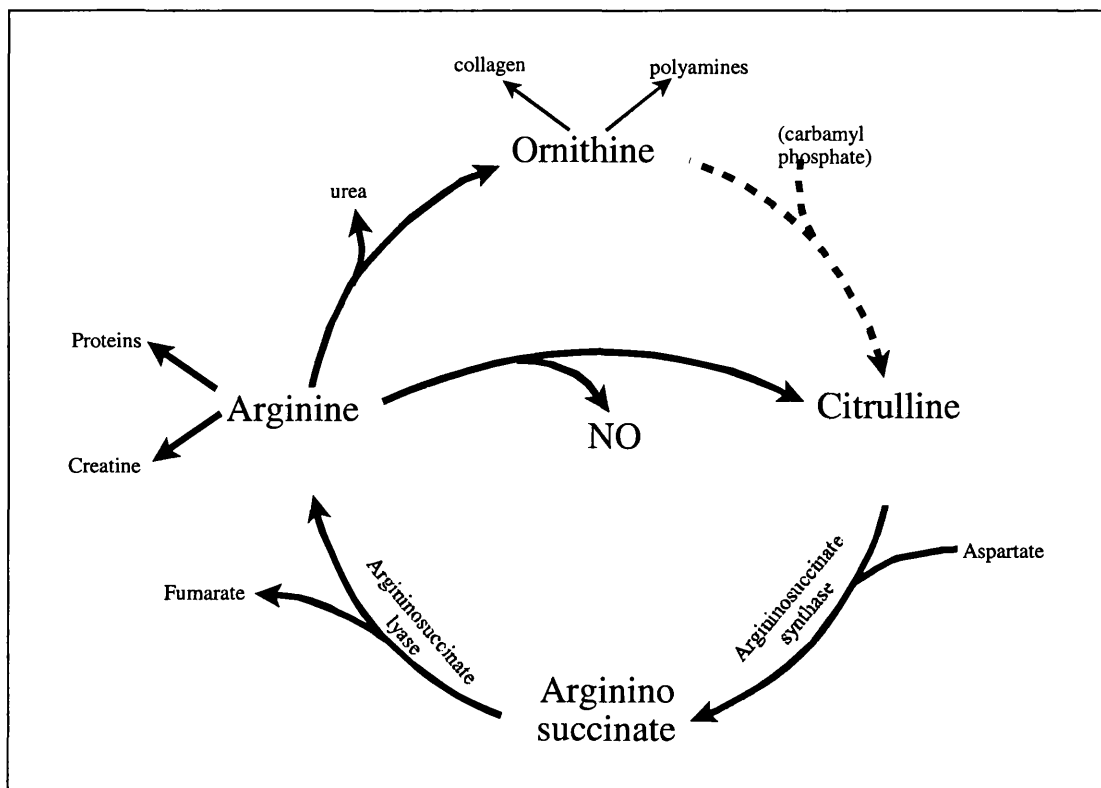 collagen
polyamines
Ornithine
(carbamyl
phosphate)
urea
Proteins
Arginine
Citrulline
NO
Creatine
Fumarate
Argininosuccinate
lyase
Argininosuccinate
synthase
Aspartate
Arginino
succinate